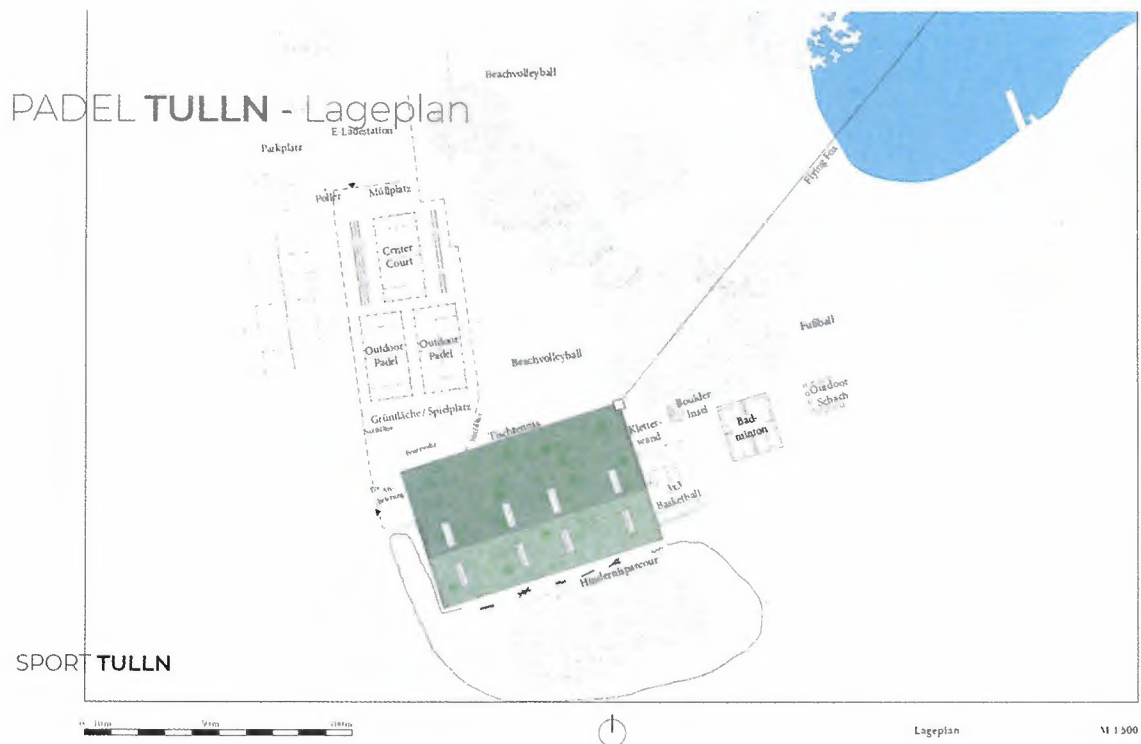 Beachvolleyball
PADEL TULLN - Lageplan
E-Ladestation
Parkplatz
Poller
Müllplatz
Flying Fox
Center
Court
Fußball
Outdoor
Padel
Outdoor
Padel
Beachvolleyball
Outdoor
Schach
Boulder
Insel
Grünfläche / Spielplatz
Bad-
minton
Kletter-
wand
Tischtennis
3x3
Basketball
Hindernisparcour
SPORT TULLN
Lageplan